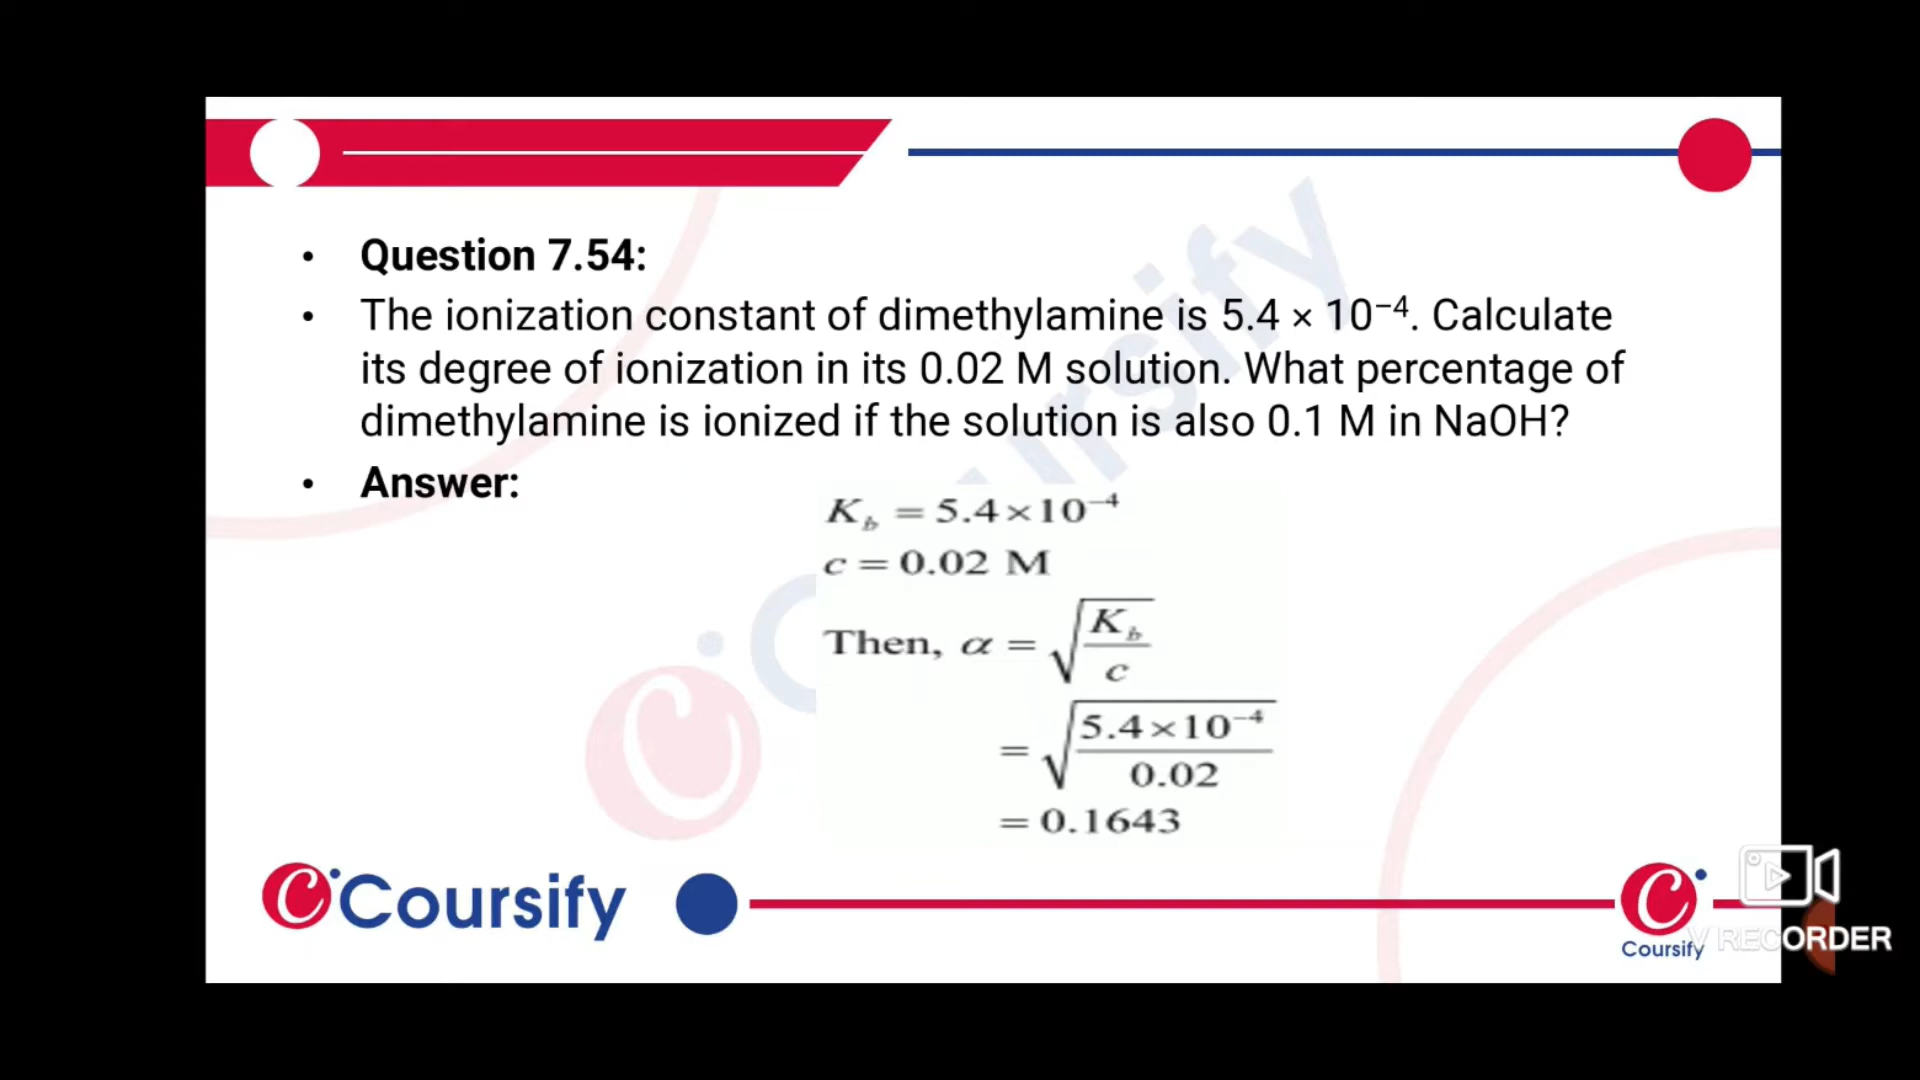 • Question 7.54:
• The ionization constant of dimethylamine is 5.4 × 10⁻⁴. Calculate
its degree of ionization in its 0.02 M solution. What percentage of
dimethylamine is ionized if the solution is also 0.1 M in NaOH?
• Answer:
K_b = 5.4×10⁻⁴
c = 0.02 M
Then, α = √(K_b/c)
= √(5.4×10⁻⁴/0.02)
= 0.1643
Coursify
Coursify
V RECORDER
Coursify